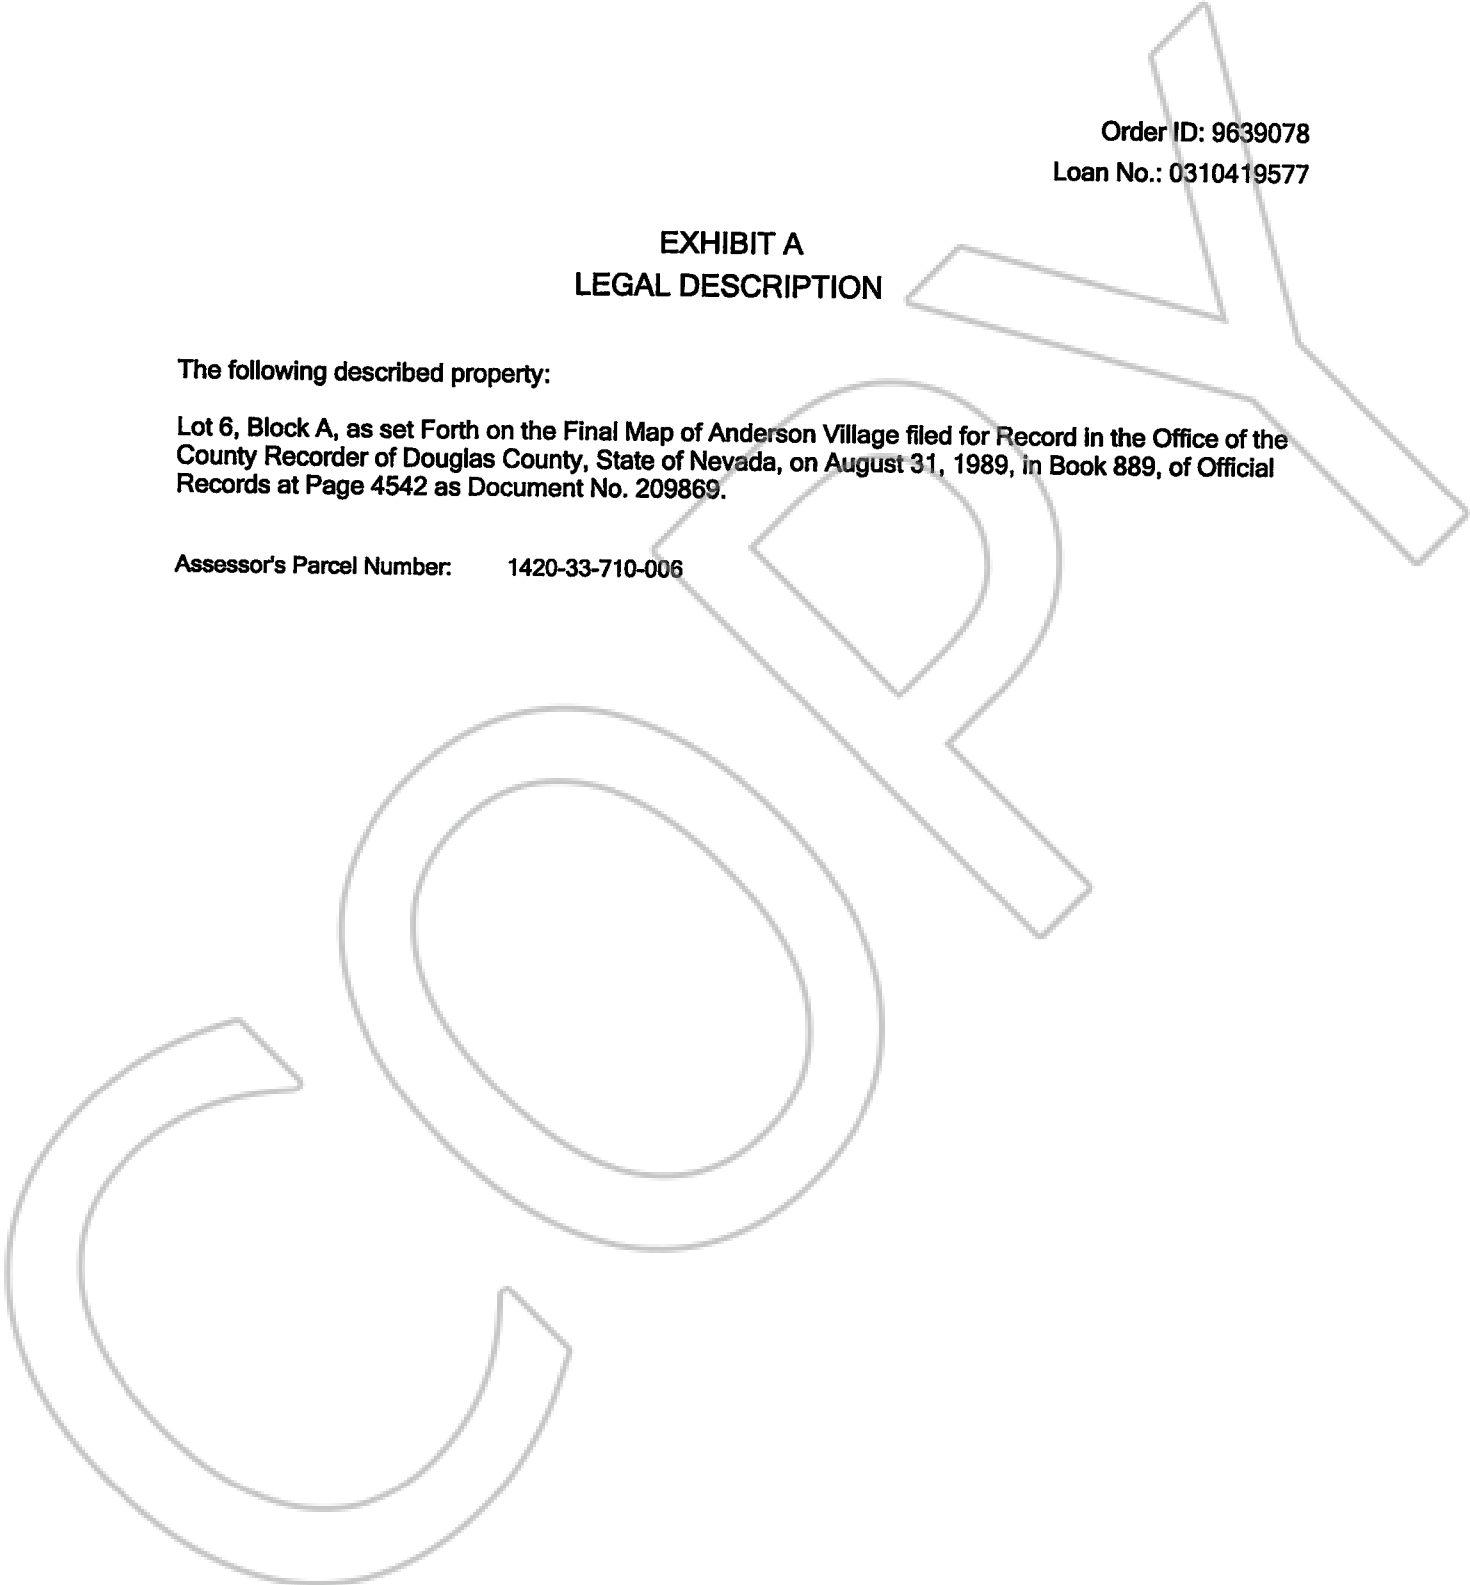 Order ID: 9639078
Loan No.: 0310419577
EXHIBIT A
LEGAL DESCRIPTION
The following described property:
Lot 6, Block A, as set Forth on the Final Map of Anderson Village filed for Record in the Office of the
County Recorder of Douglas County, State of Nevada, on August 31, 1989, in Book 889, of Official
Records at Page 4542 as Document No. 209869.
Assessor's Parcel Number: 1420-33-710-006
COPY